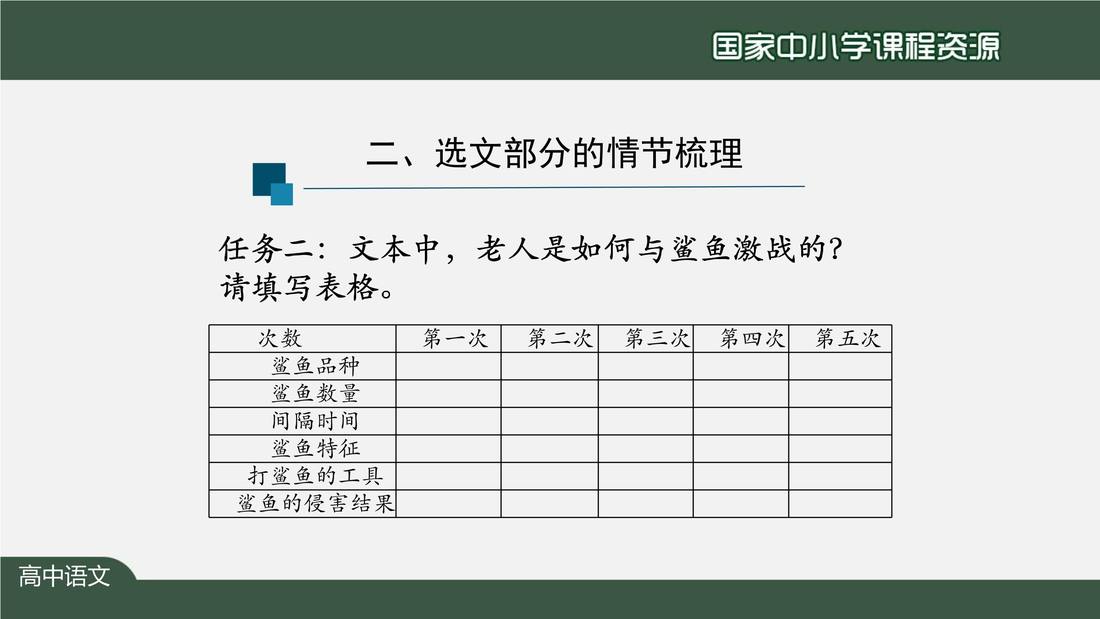 国家中小学课程资源
二、选文部分的情节梳理
任务二：文本中，老人是如何与鲨鱼激战的？
请填写表格。
次数 第一次 第二次 第三次 第四次 第五次
鲨鱼品种
鲨鱼数量
间隔时间
鲨鱼特征
打鲨鱼的工具
鲨鱼的侵害结果
高中语文